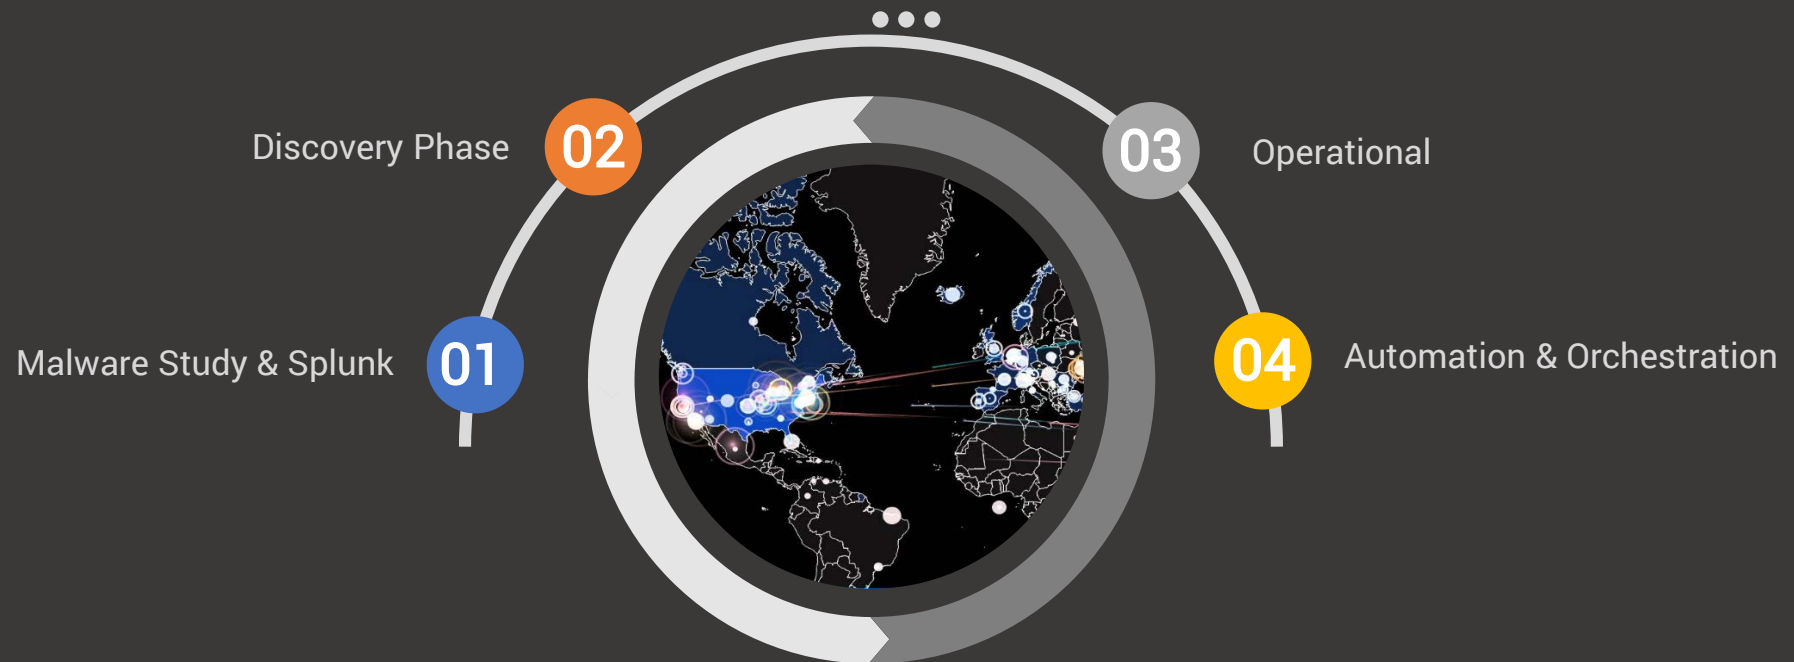 Malware Study & Splunk
01
Discovery Phase
02
03
Operational
04
Automation & Orchestration